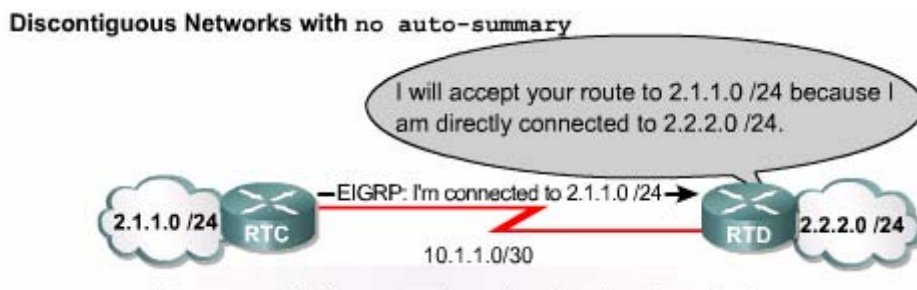 Discontiguous Networks with no auto-summary
I will accept your route to 2.1.1.0 /24 because I
am directly connected to 2.2.2.0 /24.
EIGRP: I'm connected to 2.1.1.0 /24
2.1.1.0 /24
RTC
RTD
2.2.2.0 /24
10.1.1.0/30